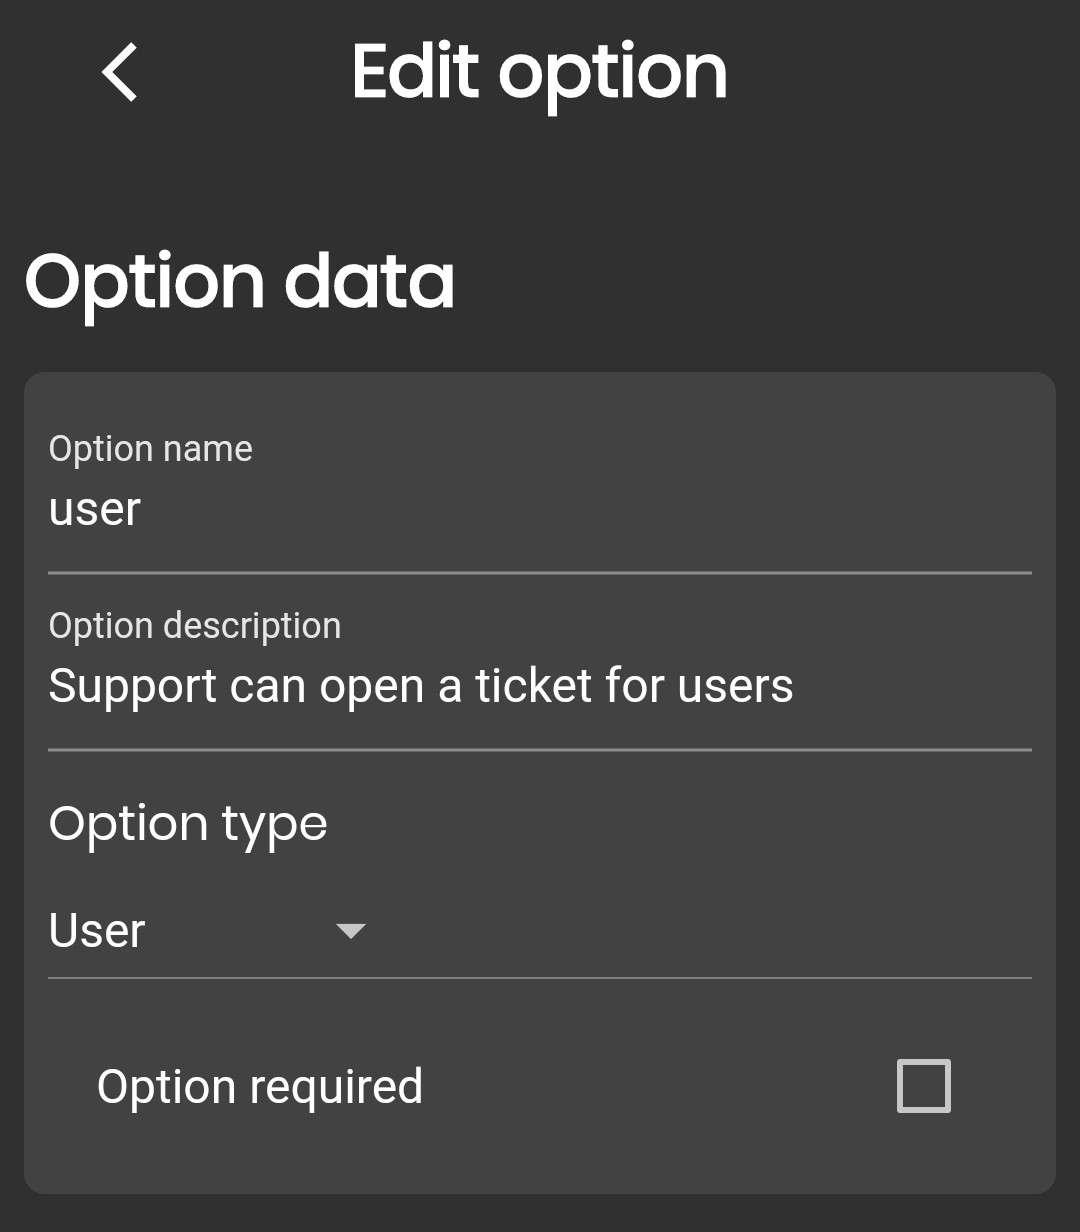 Edit option
Option data
Option name
user
Option description
Support can open a ticket for users
Option type
User
Option required